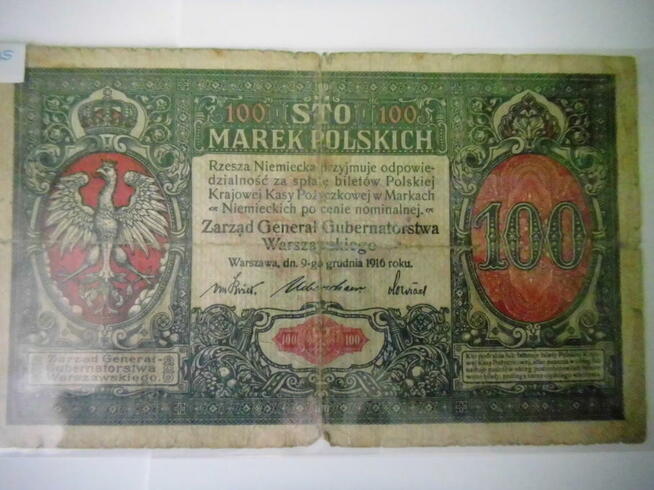 100 STO 100
MAREK POLSKICH
Rzesza Niemiecka przyjmuje odpowie-
dzialność za spłatę biletów Polskiej
Krajowej Kasy Pożyczkowej w Markach
Niemieckich po cenie nominalnej.
Zarząd General Gubernatorstwa
Warszawskiego
Warszawa, dn. 9-go grudnia 1916 roku.
100
100 100
Zarząd General-
Gubernatorstwa
Warszawskiego.